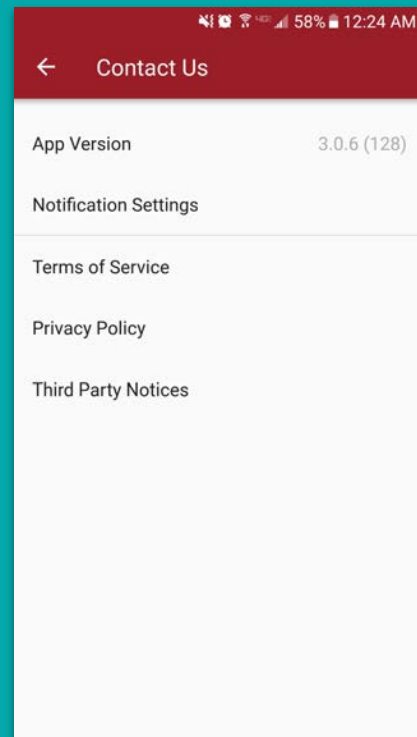 58% 12:24 AM
Contact Us
App Version 3.0.6 (128)
Notification Settings
Terms of Service
Privacy Policy
Third Party Notices